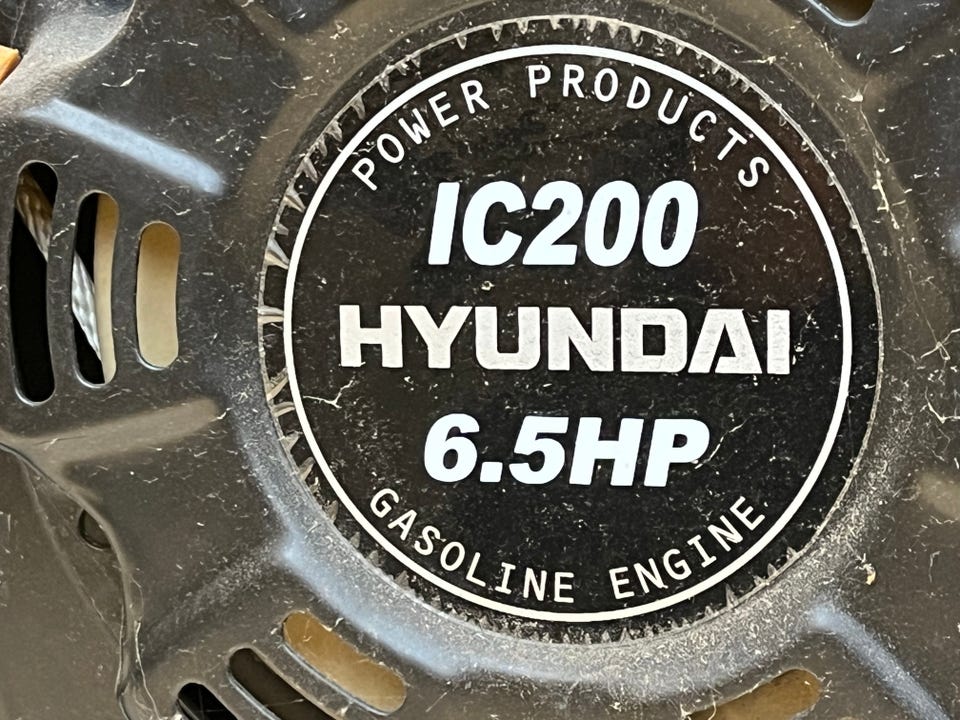 POWER PRODUCTS
IC200
HYUNDAI
6.5HP
GASOLINE ENGINE